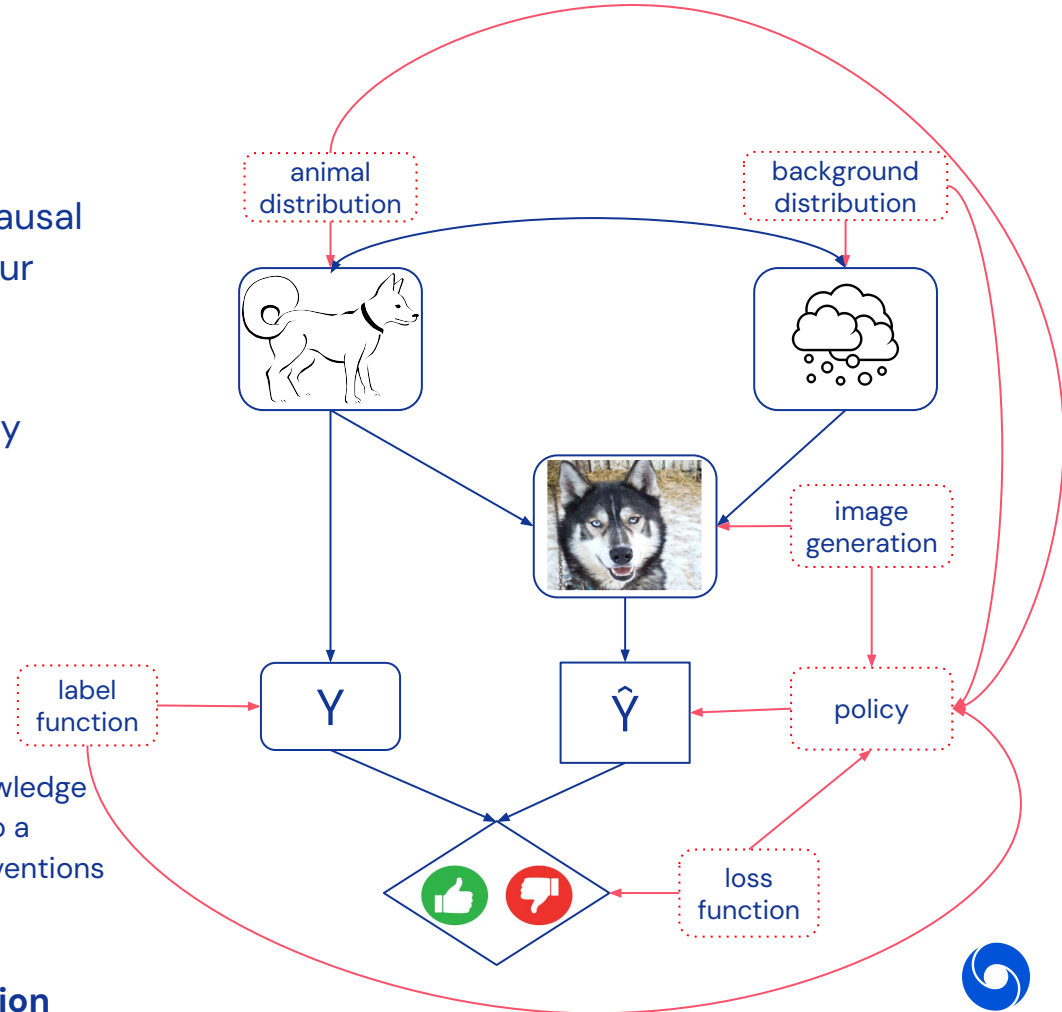 ausal
ur
y
wledge
o a
ventions
ion
animal
distribution
background
distribution
image
generation
label
function
Y
Ŷ
policy
loss
function